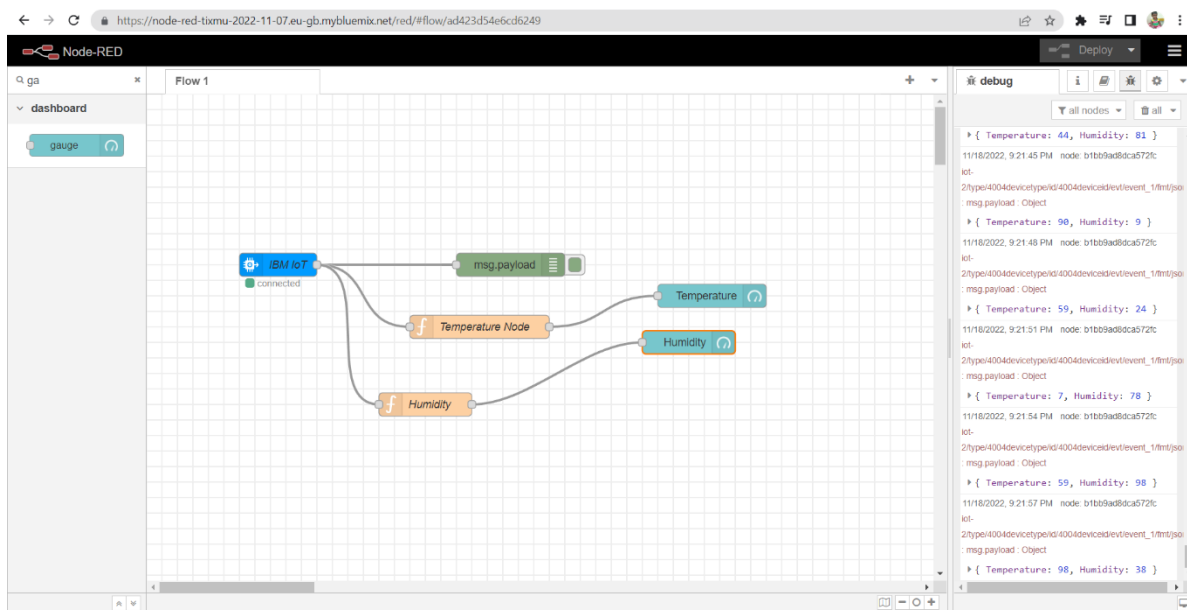 https://node-red-tixmu-2022-11-07.eu-gb.mybluemix.net/red/#flow/ad423d54e6cd6249
Node-RED
Deploy
ga
Flow 1
debug
i
dashboard
all nodes
all
gauge
IBM IoT
connected
msg.payload
Temperature
Temperature Node
Humidity
Humidity
{ Temperature: 44, Humidity: 81 }
11/18/2022, 9:21:45 PM node: b1bb9ad8dca572fc
iot-
2/type/4004devicetype/id/4004deviceid/evt/event_1/fmt/jso
: msg.payload : Object
{ Temperature: 90, Humidity: 9 }
11/18/2022, 9:21:48 PM node: b1bb9ad8dca572fc
iot-
2/type/4004devicetype/id/4004deviceid/evt/event_1/fmt/jso
: msg.payload : Object
{ Temperature: 59, Humidity: 24 }
11/18/2022, 9:21:51 PM node: b1bb9ad8dca572fc
iot-
2/type/4004devicetype/id/4004deviceid/evt/event_1/fmt/jso
: msg.payload : Object
{ Temperature: 7, Humidity: 78 }
11/18/2022, 9:21:54 PM node: b1bb9ad8dca572fc
iot-
2/type/4004devicetype/id/4004deviceid/evt/event_1/fmt/jso
: msg.payload : Object
{ Temperature: 59, Humidity: 98 }
11/18/2022, 9:21:57 PM node: b1bb9ad8dca572fc
iot-
2/type/4004devicetype/id/4004deviceid/evt/event_1/fmt/jso
: msg.payload : Object
{ Temperature: 98, Humidity: 38 }